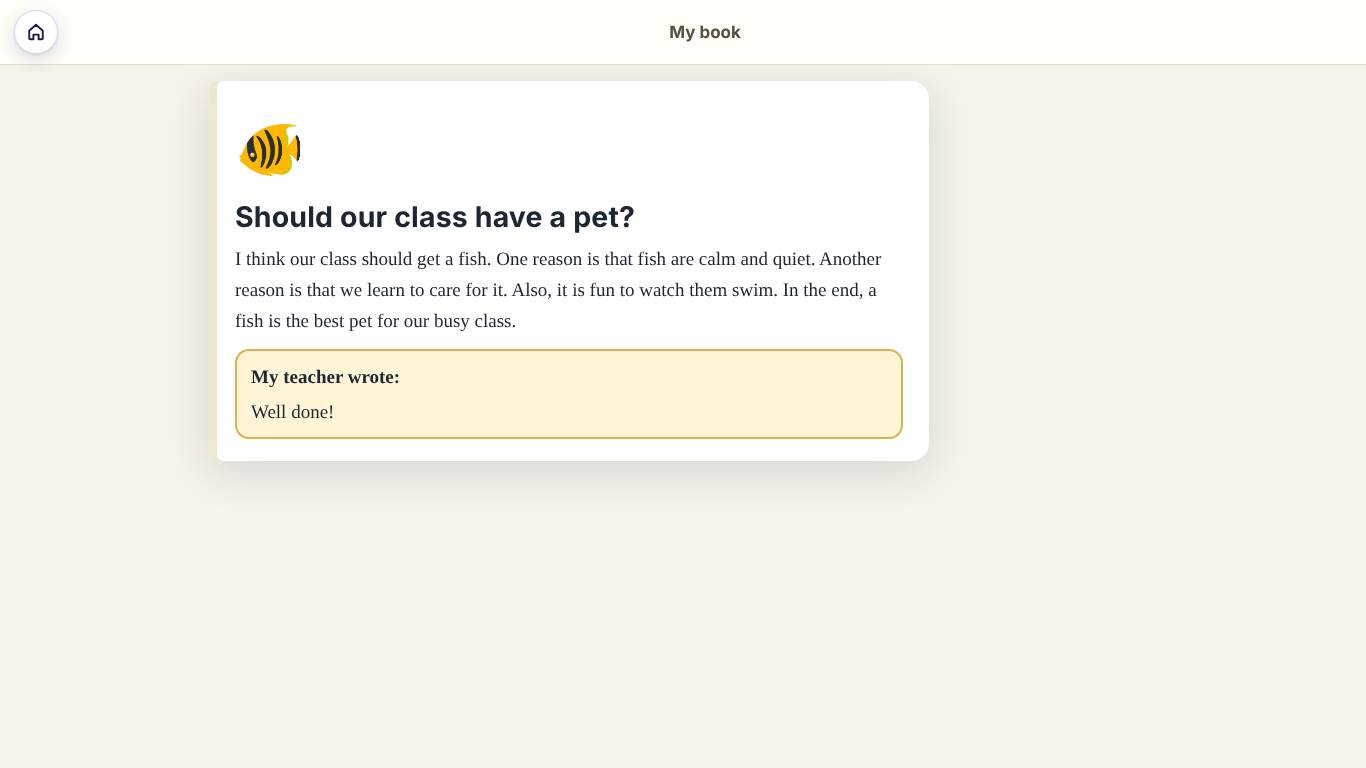 My book
Should our class have a pet?
I think our class should get a fish. One reason is that fish are calm and quiet. Another
reason is that we learn to care for it. Also, it is fun to watch them swim. In the end, a
fish is the best pet for our busy class.
My teacher wrote:
Well done!